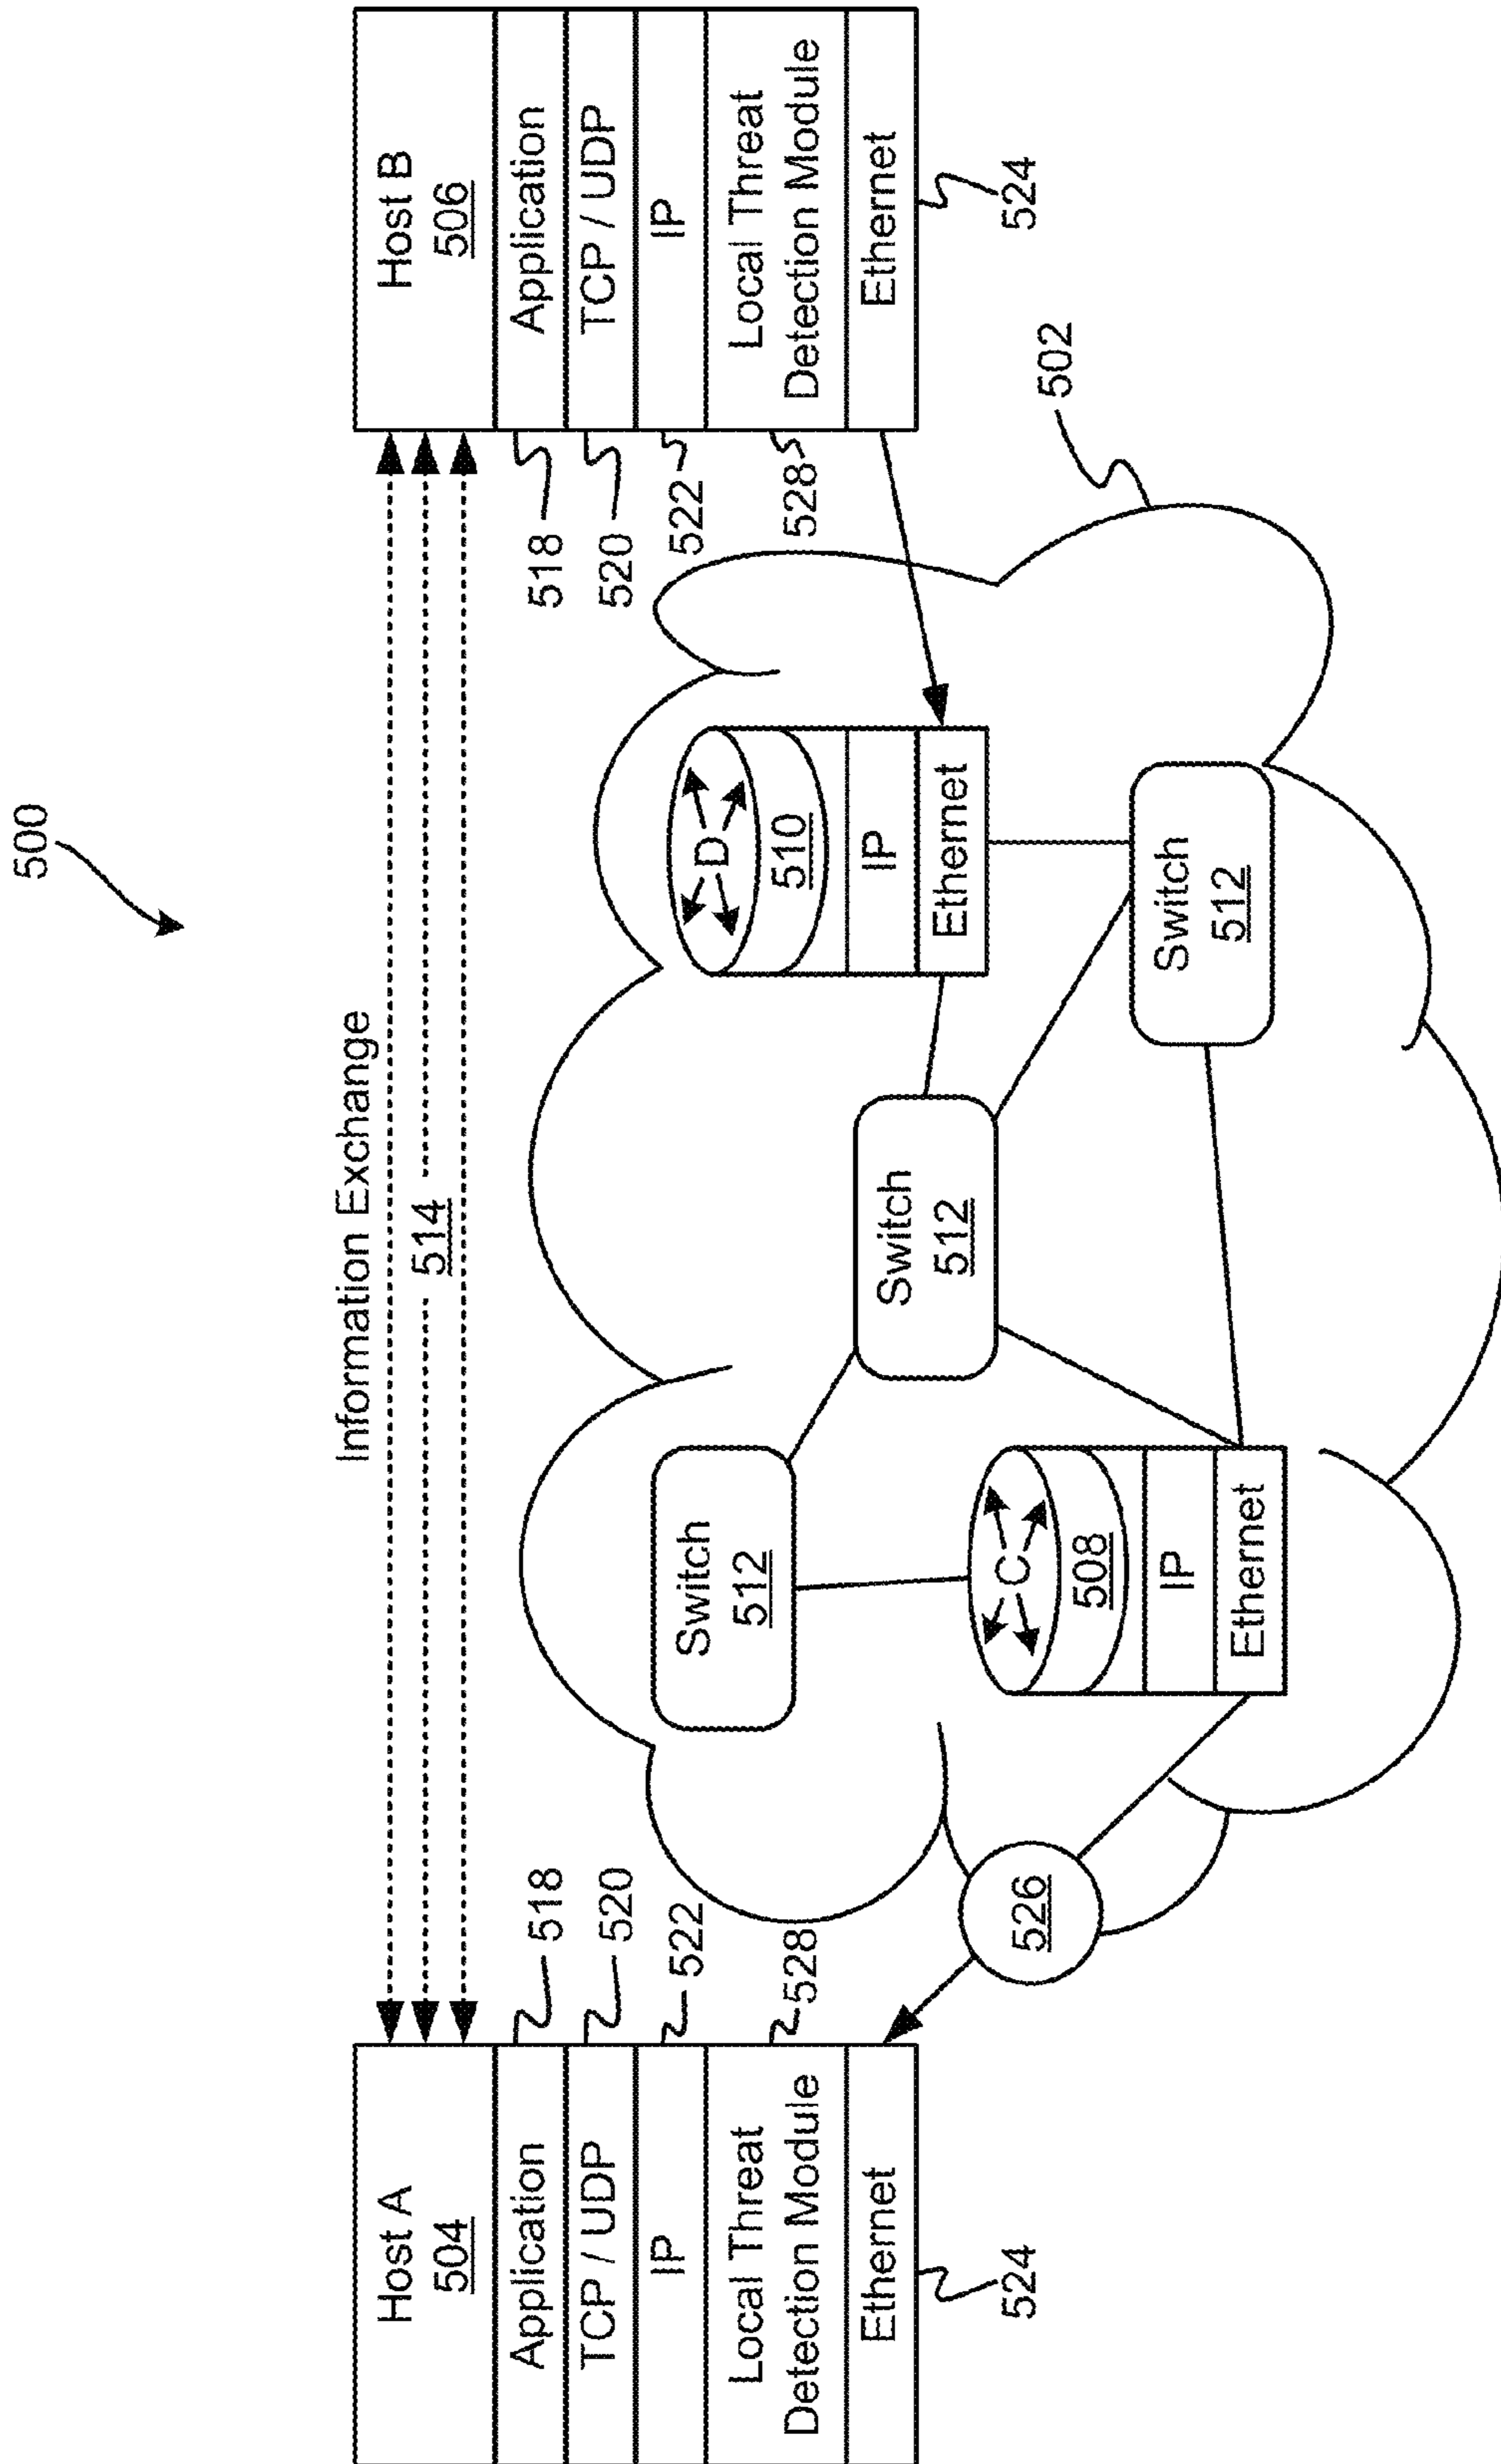 500
Information Exchange
514
Host A
504
Application
TCP / UDP
IP
Local Threat
Detection Module
Ethernet
518
520
522
528
524
Host B
506
Application
TCP / UDP
IP
Local Threat
Detection Module
Ethernet
518
520
522
528
524
502
526
Switch
512
C
508
IP
Ethernet
Switch
512
D
510
IP
Ethernet
Switch
512